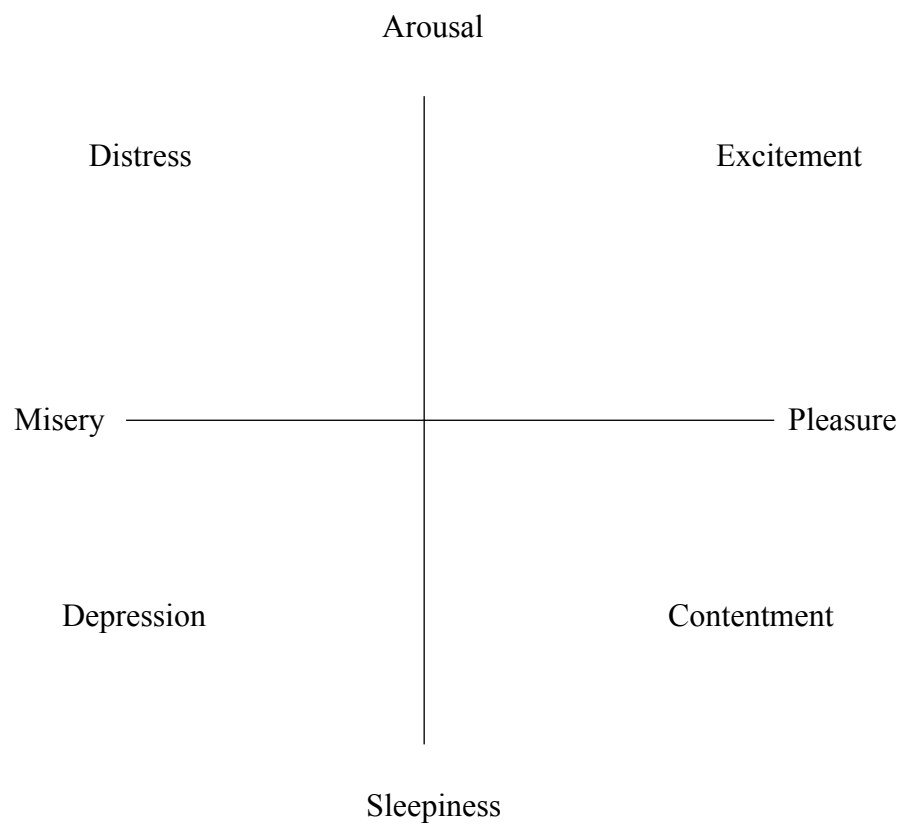 Arousal
Distress
Excitement
Misery
Pleasure
Depression
Contentment
Sleepiness